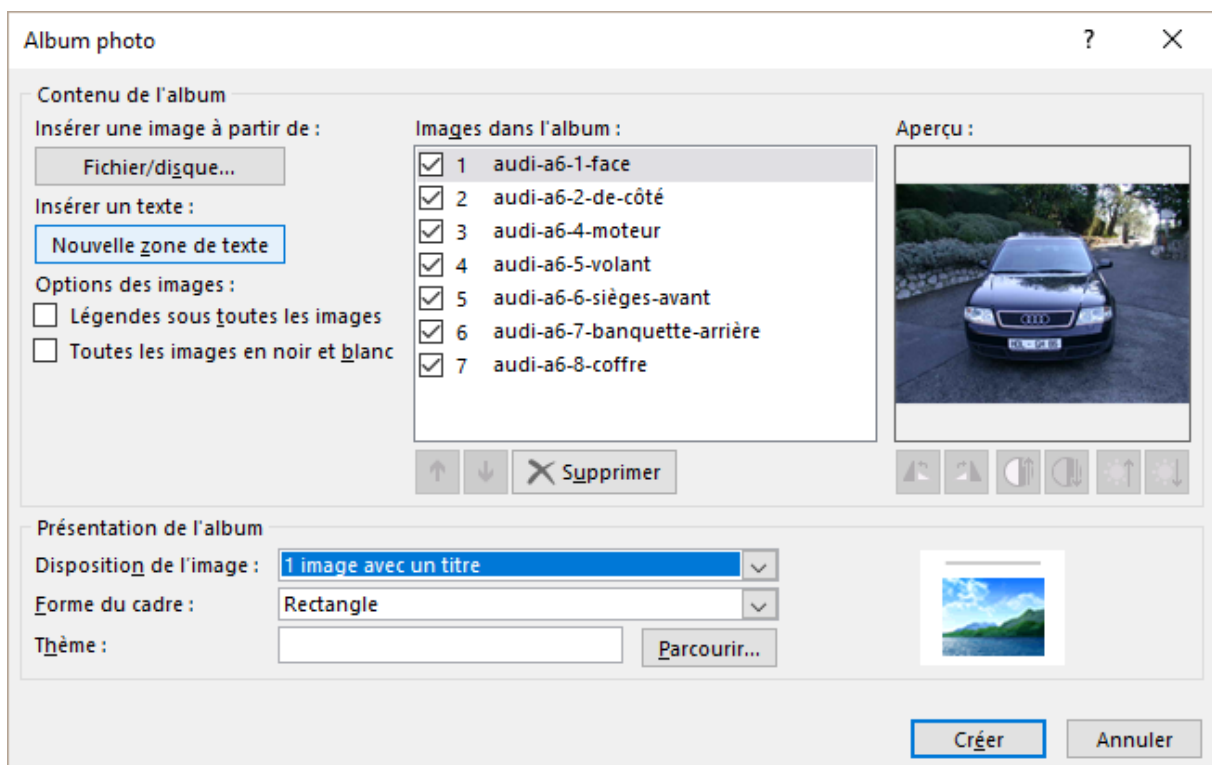 Album photo
?
Contenu de l'album
Insérer une image à partir de :
Fichier/disque...
Insérer un texte :
Nouvelle zone de texte
Options des images :
Légendes sous toutes les images
Toutes les images en noir et blanc
Images dans l'album :
1 audi-a6-1-face
2 audi-a6-2-de-côté
3 audi-a6-4-moteur
4 audi-a6-5-volant
5 audi-a6-6-sièges-avant
6 audi-a6-7-banquette-arrière
7 audi-a6-8-coffre
Supprimer
Aperçu :
Présentation de l'album
Disposition de l'image : 1 image avec un titre
Forme du cadre : Rectangle
Thème :
Parcourir...
Créer
Annuler